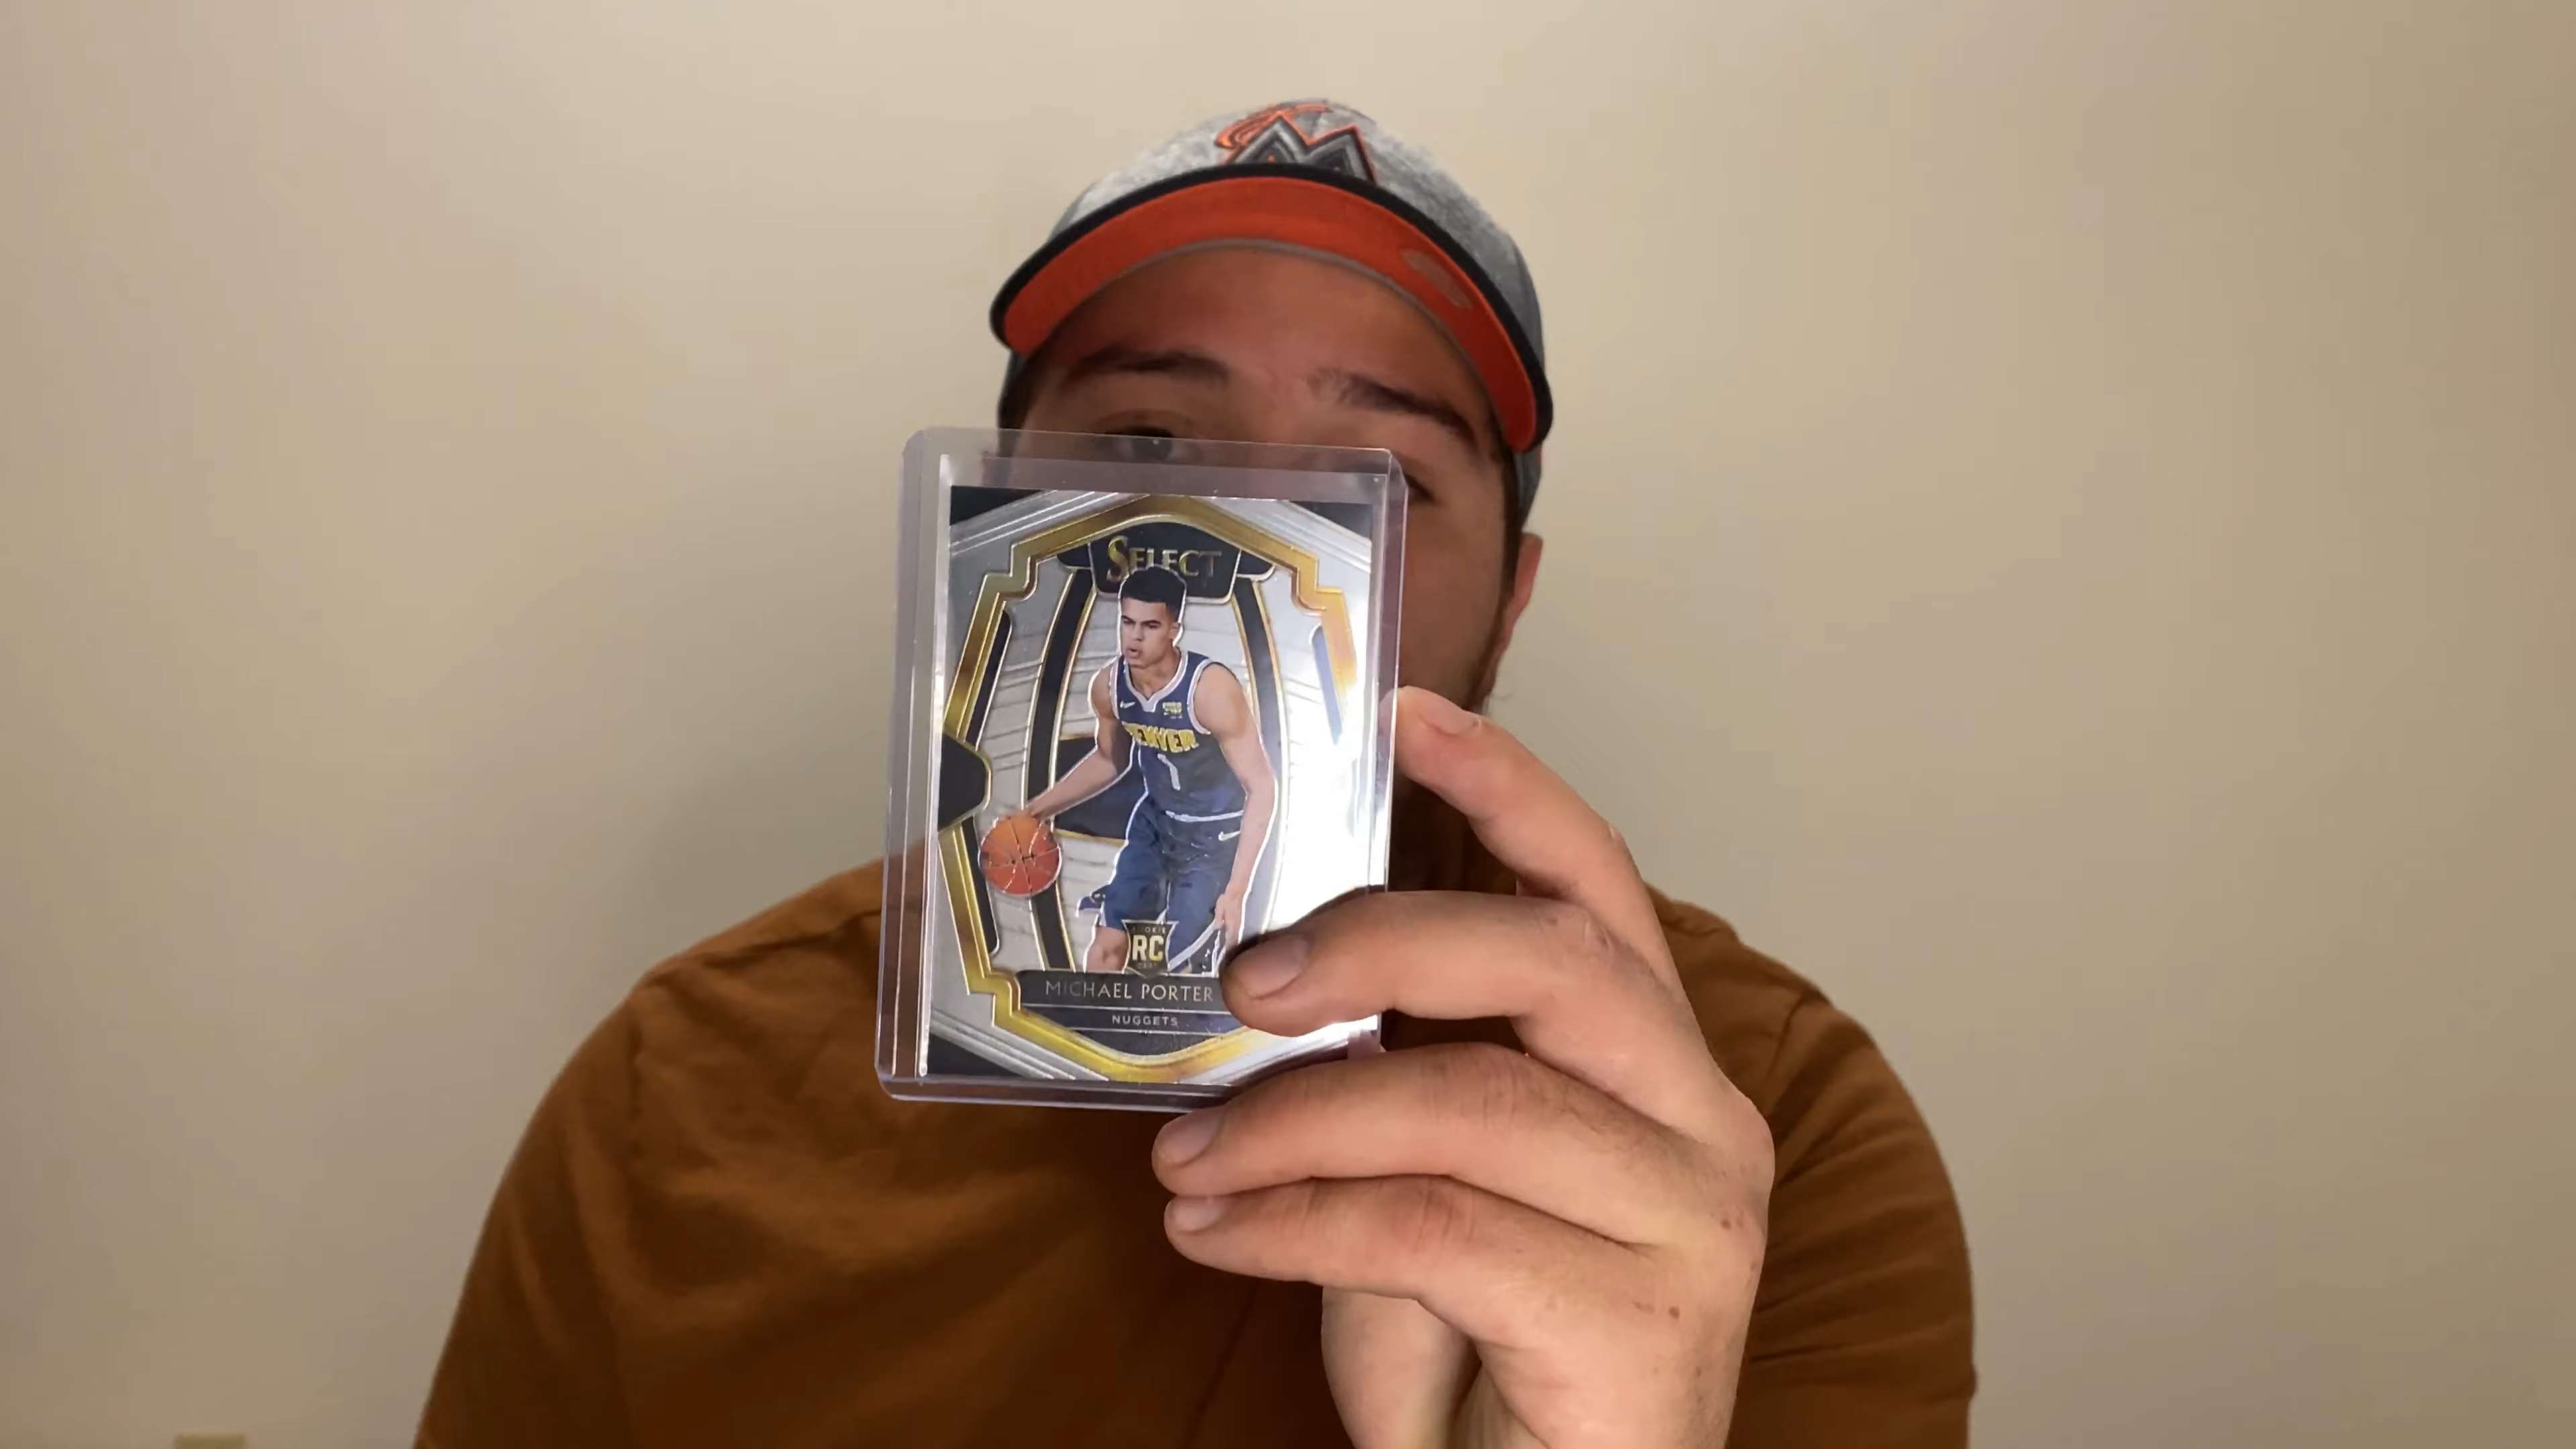 M
SELECT
DENVER
1
ROOKIE
RC
MICHAEL PORTER
NUGGETS